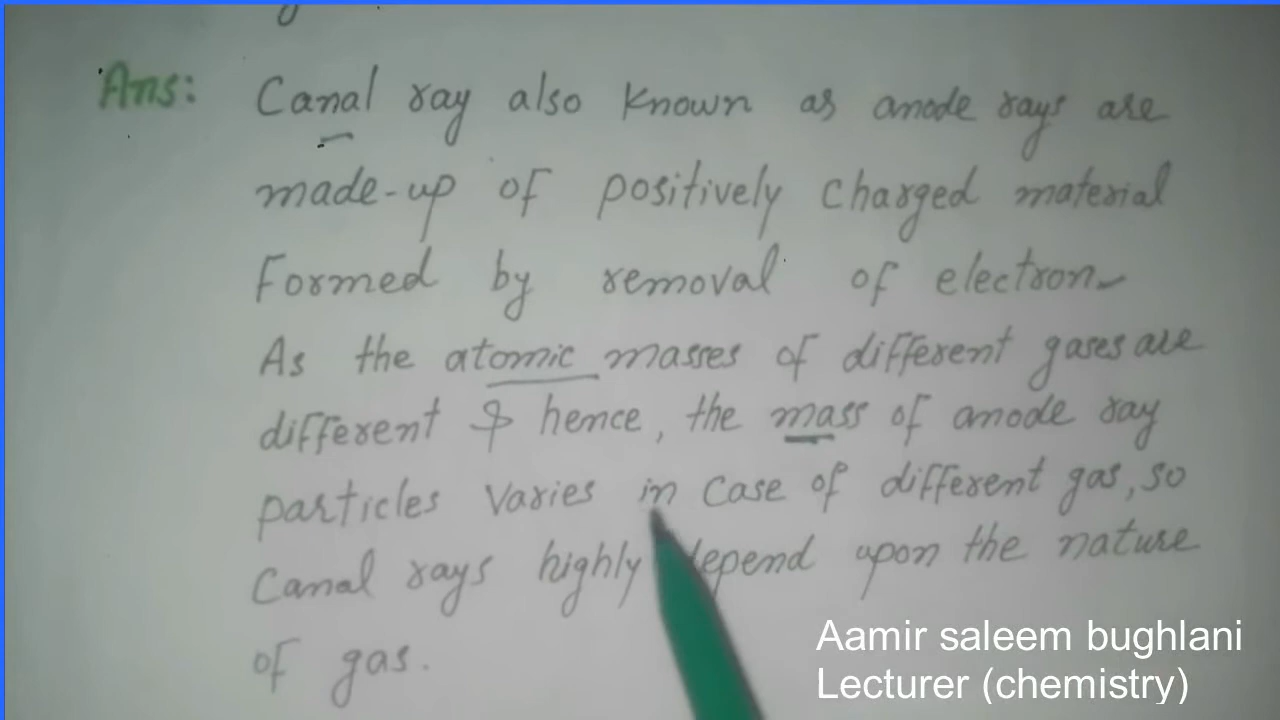 Ans: Canal ray also known as anode rays are
made-up of positively charged material
Formed by removal of electron
As the atomic masses of different gases are
different & hence, the mass of anode ray
particles varies in case of different gas, so
Canal rays highly depend upon the nature
of gas.
Aamir saleem bughlani
Lecturer (chemistry)